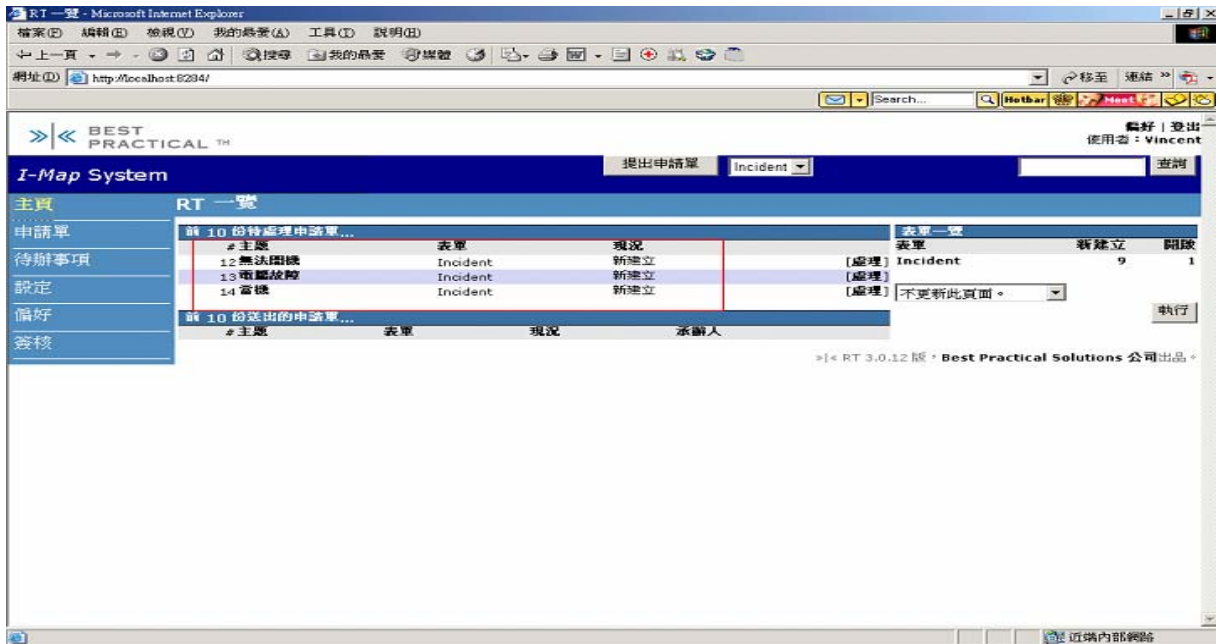 RT 一覽 - Microsoft Internet Explorer
檔案(F) 編輯(E) 檢視(V) 我的最愛(A) 工具(T) 說明(H)
上一頁 搜尋 我的最愛 媒體
網址(D) http://localhost:8284/ 移至 連結 »
Search... Hotbar Meet
BEST
PRACTICAL ™
偏好 | 登出
使用者：Vincent
I-Map System 提出申請單 Incident 查詢
主頁 RT 一覽
申請單
待辦事項
設定
偏好
簽核
前 10 份待處理申請單...
# 主題 表單 現況
12 無法開機 Incident 新建立 [處理]
13 電腦故障 Incident 新建立 [處理]
14 當機 Incident 新建立 [處理]
前 10 份送出的申請單...
# 主題 表單 現況 承辦人
表單一覽
表單 新建立 開啟
Incident 9 1
不更新此頁面。
執行
»|« RT 3.0.12 版，Best Practical Solutions 公司出品。
近端內部網路